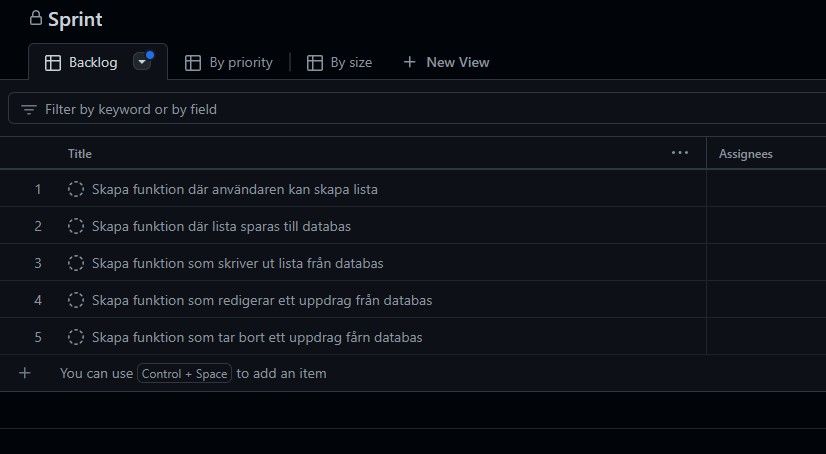 Sprint
Backlog By priority By size + New View
Filter by keyword or by field
Title ... Assignees
1 Skapa funktion där användaren kan skapa lista
2 Skapa funktion där lista sparas till databas
3 Skapa funktion som skriver ut lista från databas
4 Skapa funktion som redigerar ett uppdrag från databas
5 Skapa funktion som tar bort ett uppdrag fårn databas
+ You can use Control + Space to add an item